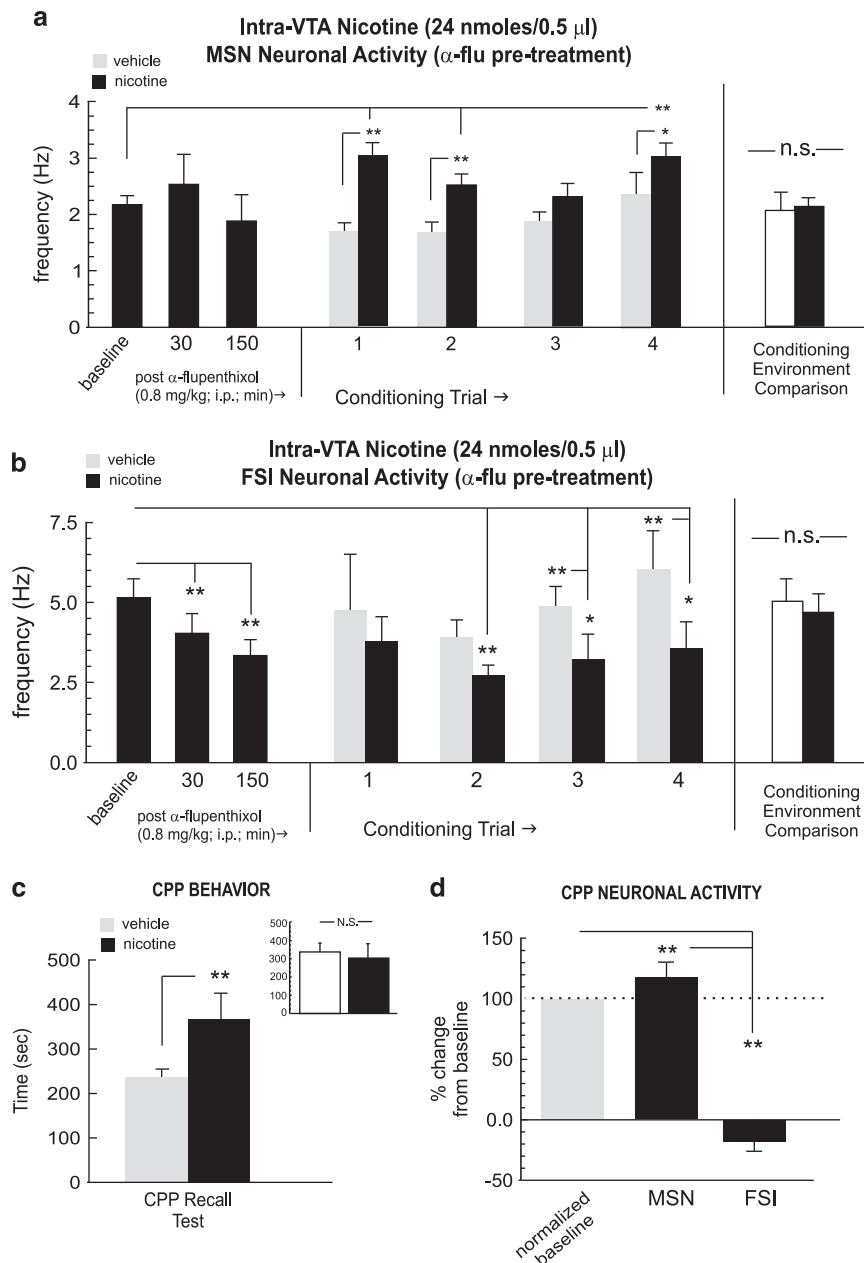 a
Intra-VTA Nicotine (24 nmoles/0.5 μl)
MSN Neuronal Activity (α-flu pre-treatment)
vehicle
nicotine
frequency (Hz)
4
3
2
1
0
**
**
**
*
**
n.s.
baseline
30
150
post α-flupenthixol
(0.8 mg/kg; i.p.; min)→
1
2
3
4
Conditioning Trial →
Conditioning
Environment
Comparison
b
Intra-VTA Nicotine (24 nmoles/0.5 μl)
FSI Neuronal Activity (α-flu pre-treatment)
vehicle
nicotine
frequency (Hz)
7.5
5.0
2.5
0.0
**
**
**
**
*
**
*
n.s.
baseline
30
150
post α-flupenthixol
(0.8 mg/kg; i.p.; min)→
1
2
3
4
Conditioning Trial →
Conditioning
Environment
Comparison
c
CPP BEHAVIOR
vehicle
nicotine
Time (sec)
500
400
300
200
100
0
**
N.S.
500
400
300
200
100
0
CPP Recall
Test
d
CPP NEURONAL ACTIVITY
% change
from baseline
150
100
50
0.0
-50
**
**
normalized
baseline
MSN
FSI